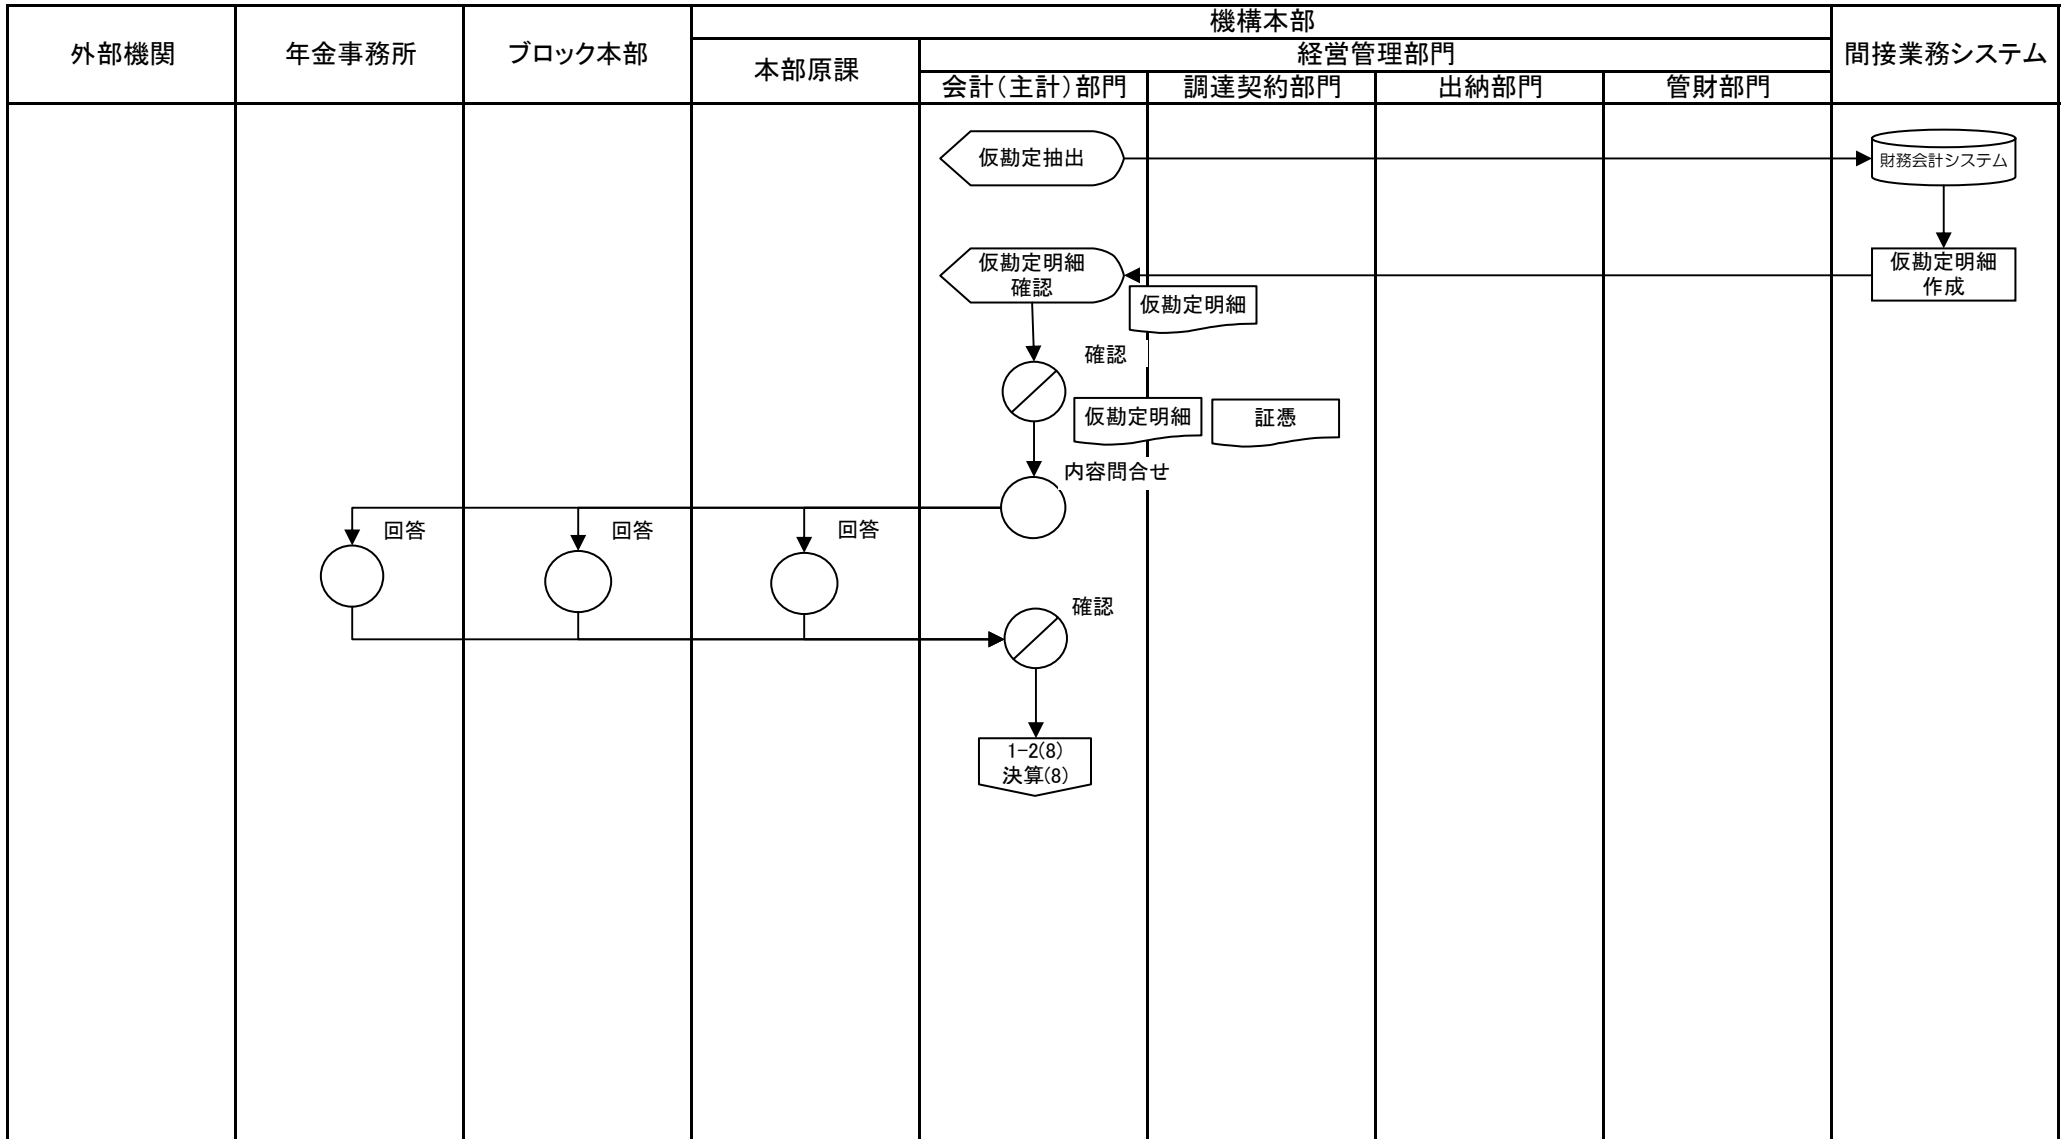 外部機関
年金事務所
ブロック本部
機構本部
本部原課
経営管理部門
会計(主計)部門
調達契約部門
出納部門
管財部門
間接業務システム
仮勘定抽出
財務会計システム
仮勘定明細
確認
仮勘定明細
仮勘定明細
作成
確認
仮勘定明細
証憑
内容問合せ
回答
回答
回答
確認
1-2(8)
決算(8)